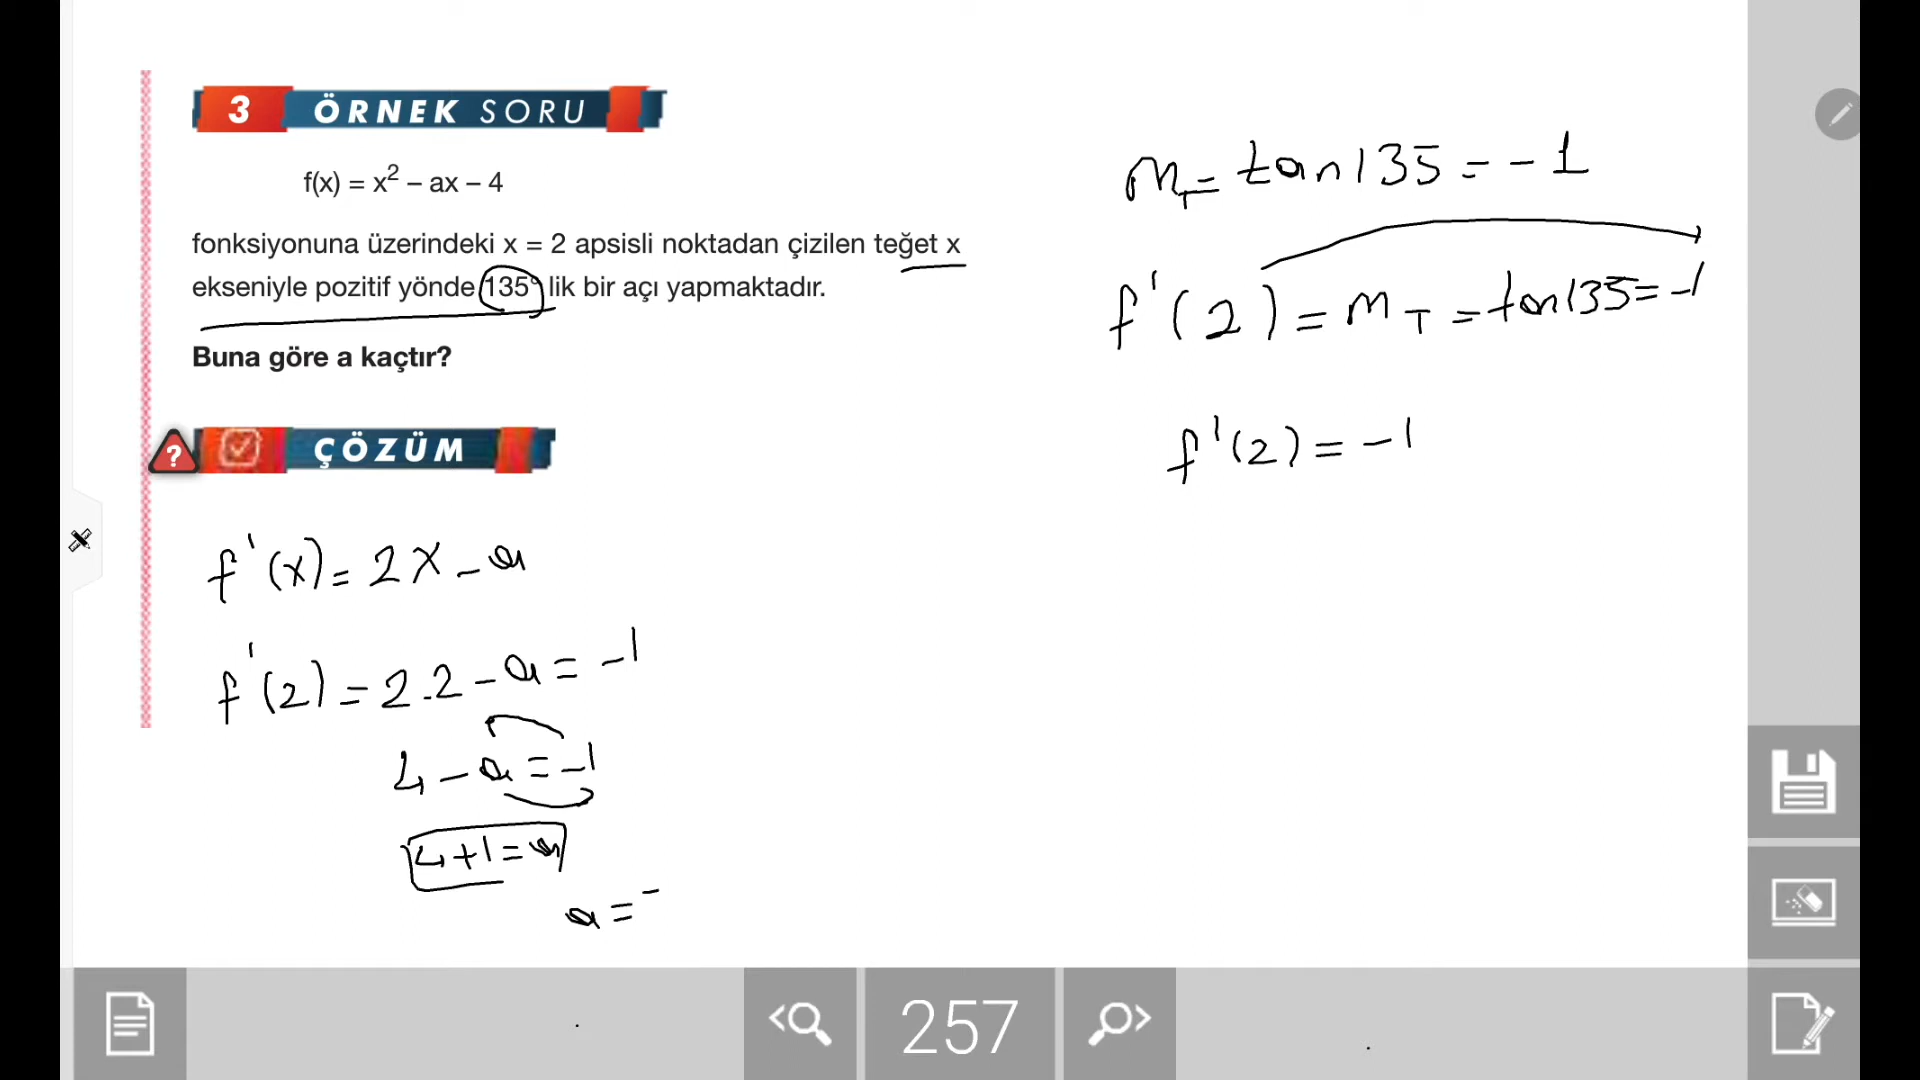 3 ÖRNEK SORU
f(x) = x² – ax – 4
fonksiyonuna üzerindeki x = 2 apsisli noktadan çizilen teğet x
ekseniyle pozitif yönde 135° lik bir açı yapmaktadır.
Buna göre a kaçtır?
? ÇÖZÜM
f'(x) = 2x - a
f'(2) = 2.2 - a = -1
4 - a = -1
4+1 = a
a = -
m_T = tan135 = -1
f'(2) = m_T = tan135 = -1
f'(2) = -1
257